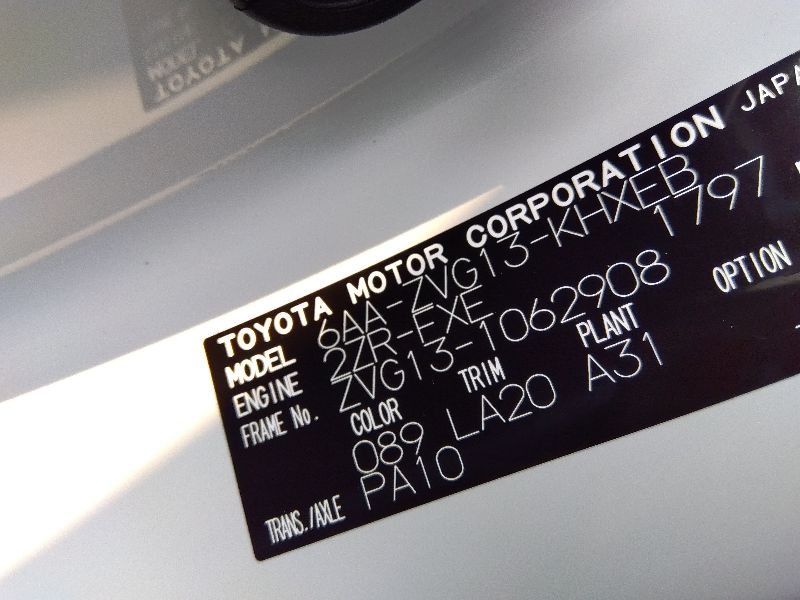 TOYOTA MOTOR CORPORATION JAPA
MODEL 6AA-ZVG13-KHXEB
ENGINE 2ZR-FXE 1797
FRAME No. ZVG13-1062908
COLOR TRIM PLANT OPTION
089 LA20 A31
TRANS./AXLE PA10